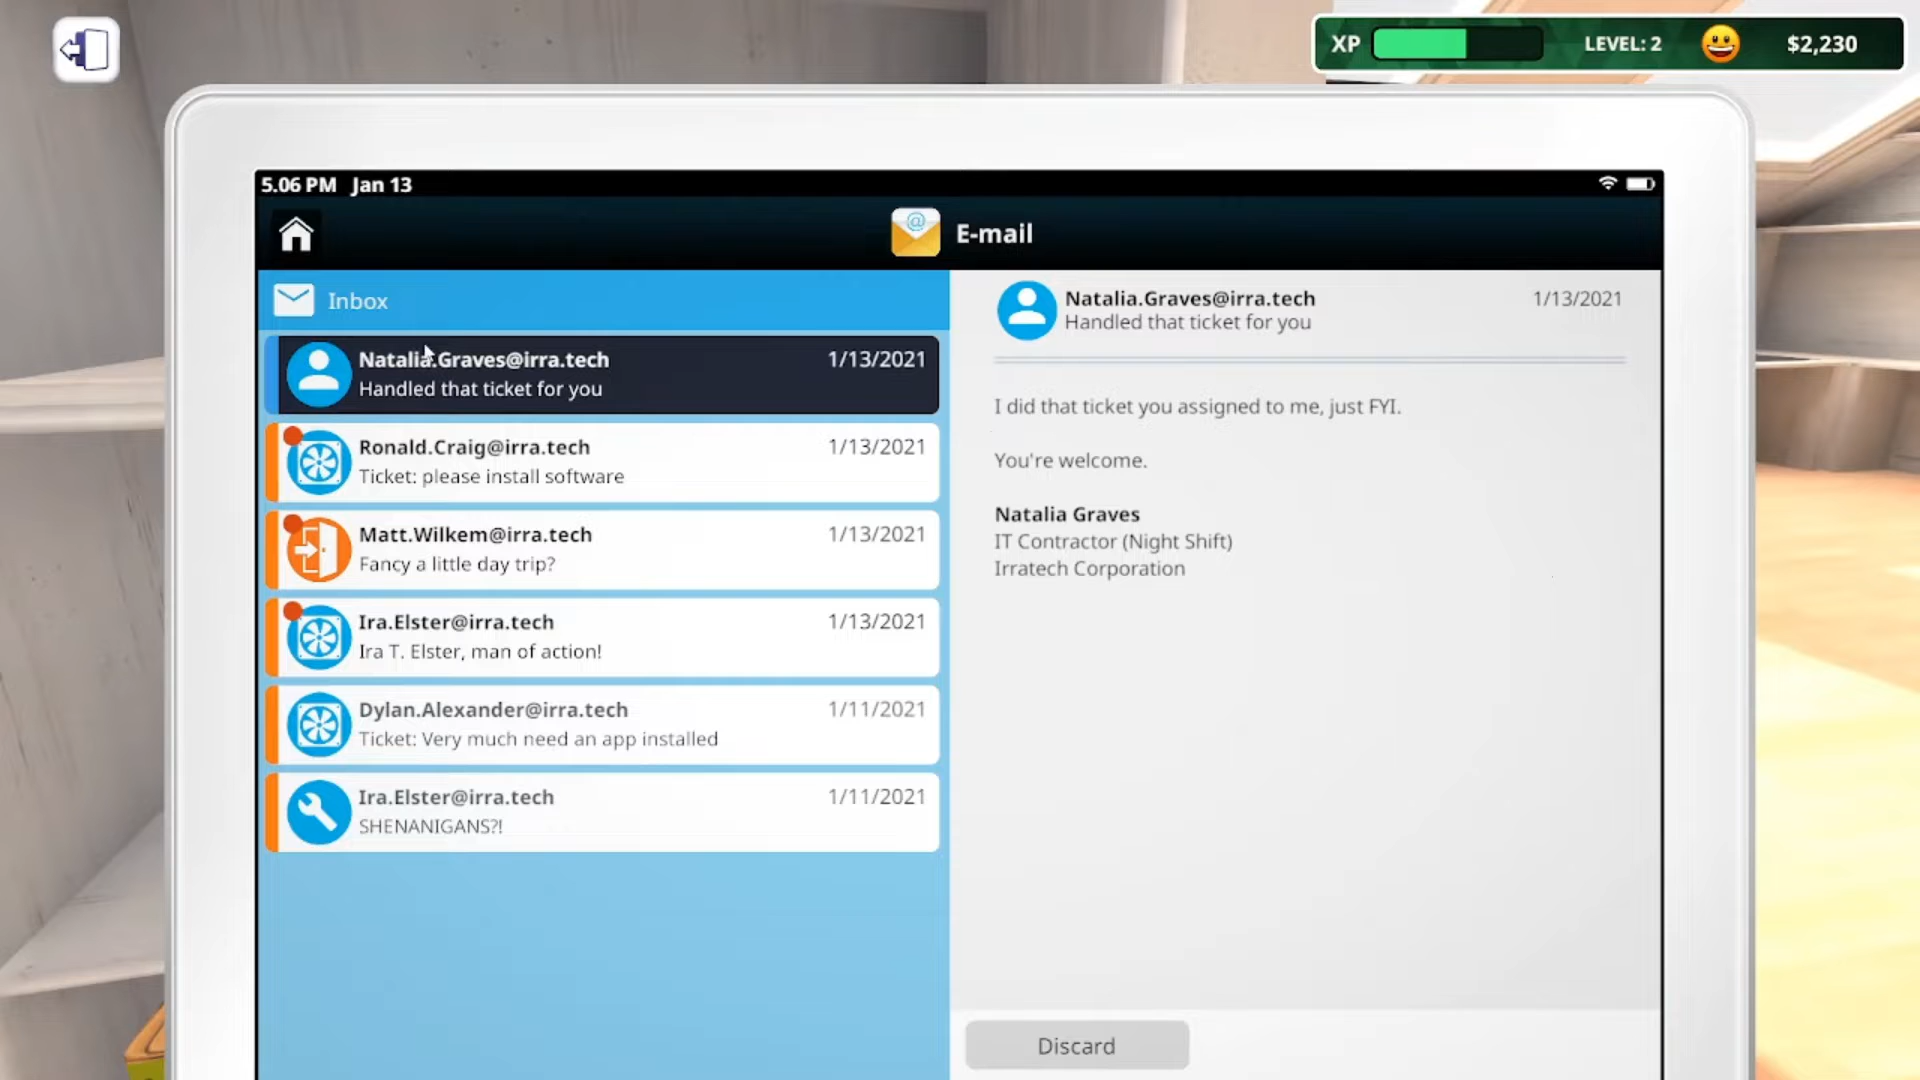 XP
LEVEL: 2
$2,230
5.06 PM Jan 13
E-mail
Inbox
Natalia.Graves@irra.tech 1/13/2021
Handled that ticket for you
Ronald.Craig@irra.tech 1/13/2021
Ticket: please install software
Matt.Wilkem@irra.tech 1/13/2021
Fancy a little day trip?
Ira.Elster@irra.tech 1/13/2021
Ira T. Elster, man of action!
Dylan.Alexander@irra.tech 1/11/2021
Ticket: Very much need an app installed
Ira.Elster@irra.tech 1/11/2021
SHENANIGANS?!
Natalia.Graves@irra.tech 1/13/2021
Handled that ticket for you
I did that ticket you assigned to me, just FYI.
You're welcome.
Natalia Graves
IT Contractor (Night Shift)
Irratech Corporation
Discard